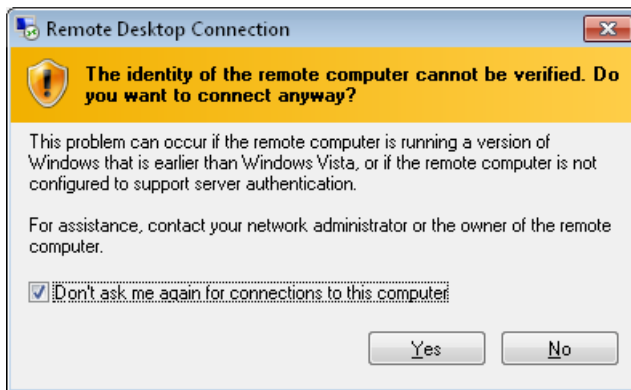 Remote Desktop Connection
The identity of the remote computer cannot be verified. Do
you want to connect anyway?
This problem can occur if the remote computer is running a version of
Windows that is earlier than Windows Vista, or if the remote computer is not
configured to support server authentication.
For assistance, contact your network administrator or the owner of the remote
computer.
Don't ask me again for connections to this computer
Yes No